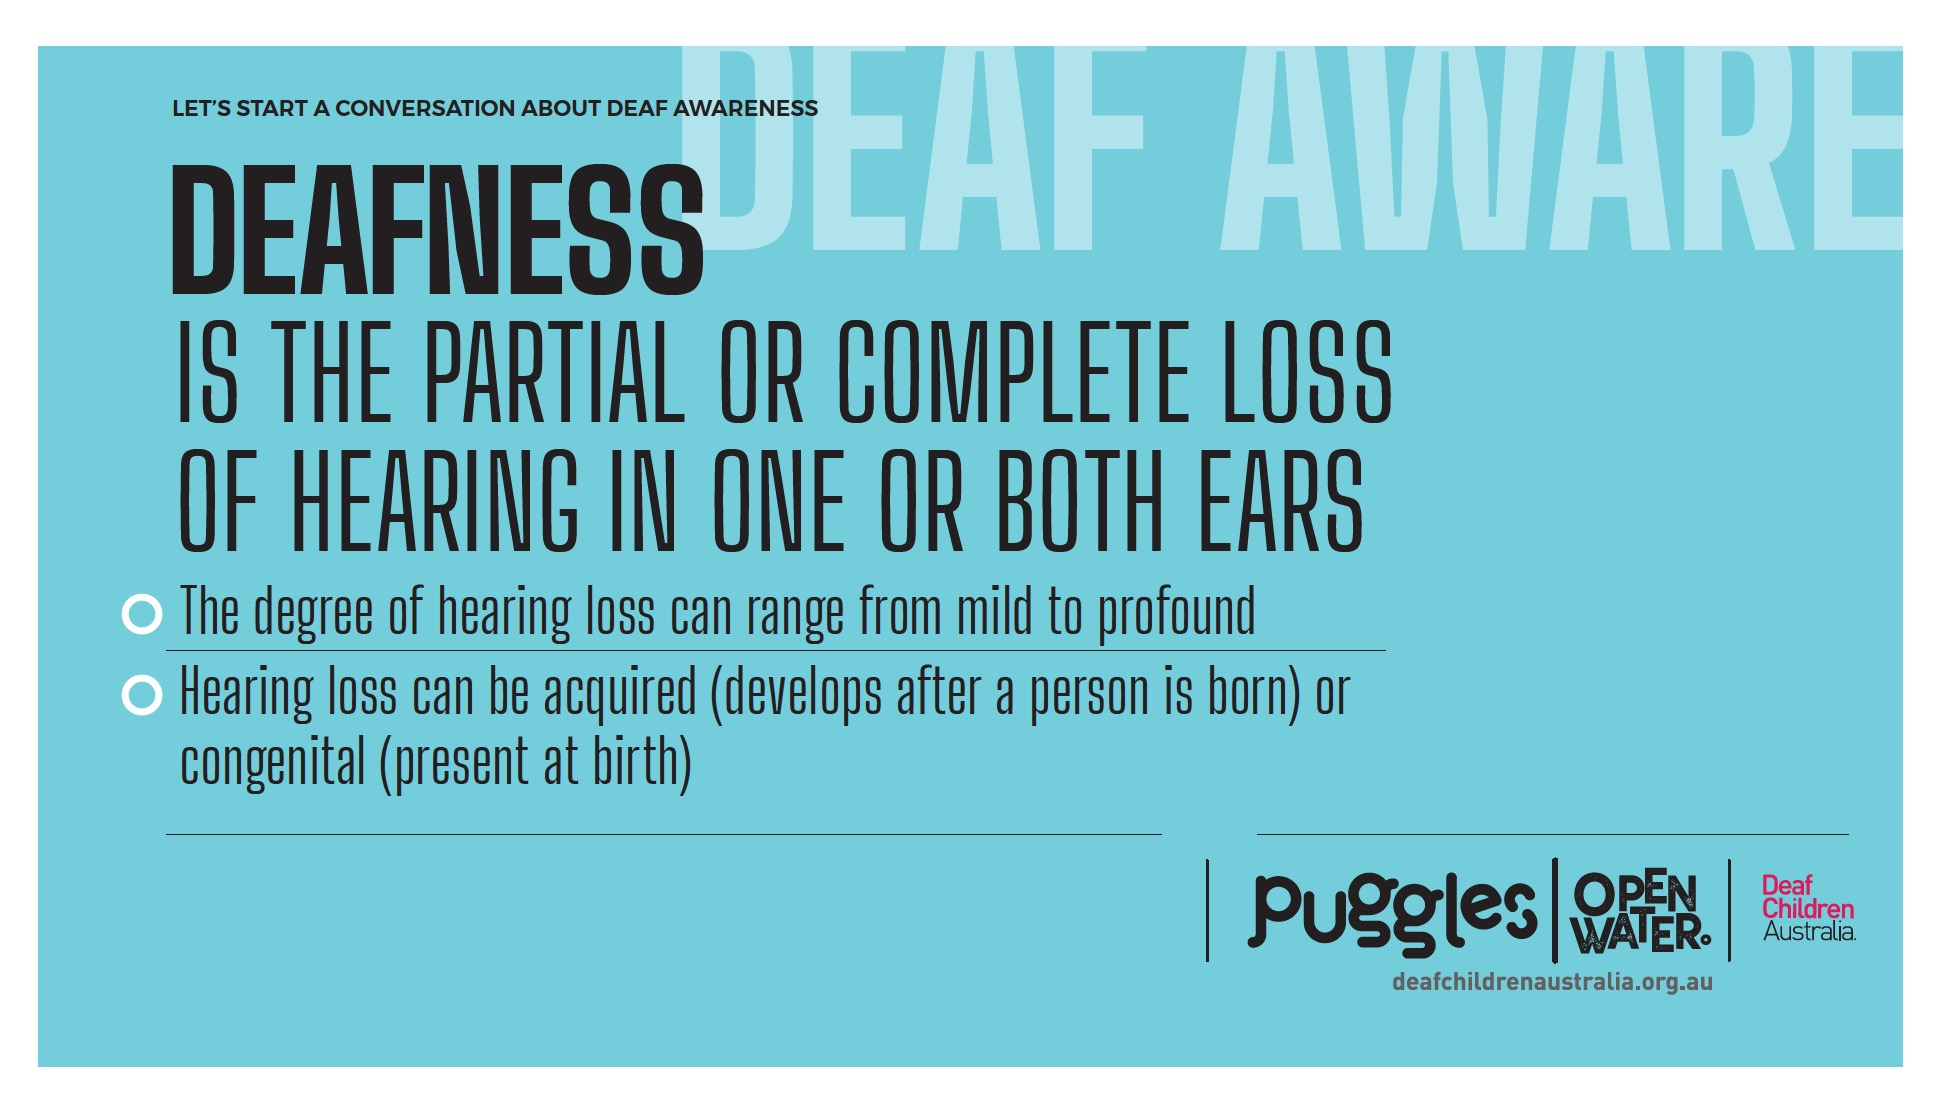 DEAF AWARE
LET'S START A CONVERSATION ABOUT DEAF AWARENESS
DEAFNESS
IS THE PARTIAL OR COMPLETE LOSS
OF HEARING IN ONE OR BOTH EARS
The degree of hearing loss can range from mild to profound
Hearing loss can be acquired (develops after a person is born) or
congenital (present at birth)
puggles
OPEN
WATER.
Deaf
Children
Australia.
deafchildrenaustralia.org.au